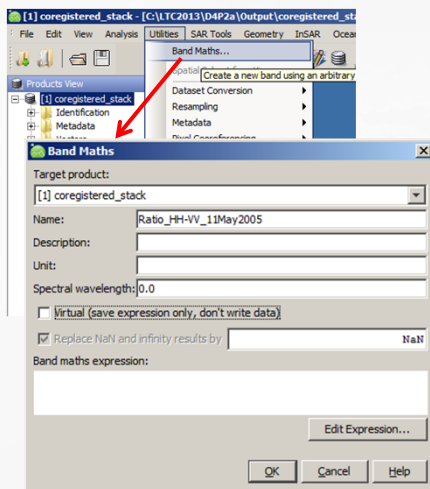 [1] coregistered_stack - [C:\LTC2013\D4P2a\Output\coregistered_sta
File Edit View Analysis Utilities SAR Tools Geometry InSAR Ocean
Band Maths...
Create a new band using an arbitrary
Products View
Dataset Conversion
[1] coregistered_stack
Resampling
Identification
Metadata
Metadata
Band Maths
Target product:
[1] coregistered_stack
Name: Ratio_HH-VV_11May2005
Description:
Unit:
Spectral wavelength: 0.0
Virtual (save expression only, don't write data)
Replace NaN and infinity results by NaN
Band maths expression:
Edit Expression...
OK Cancel Help